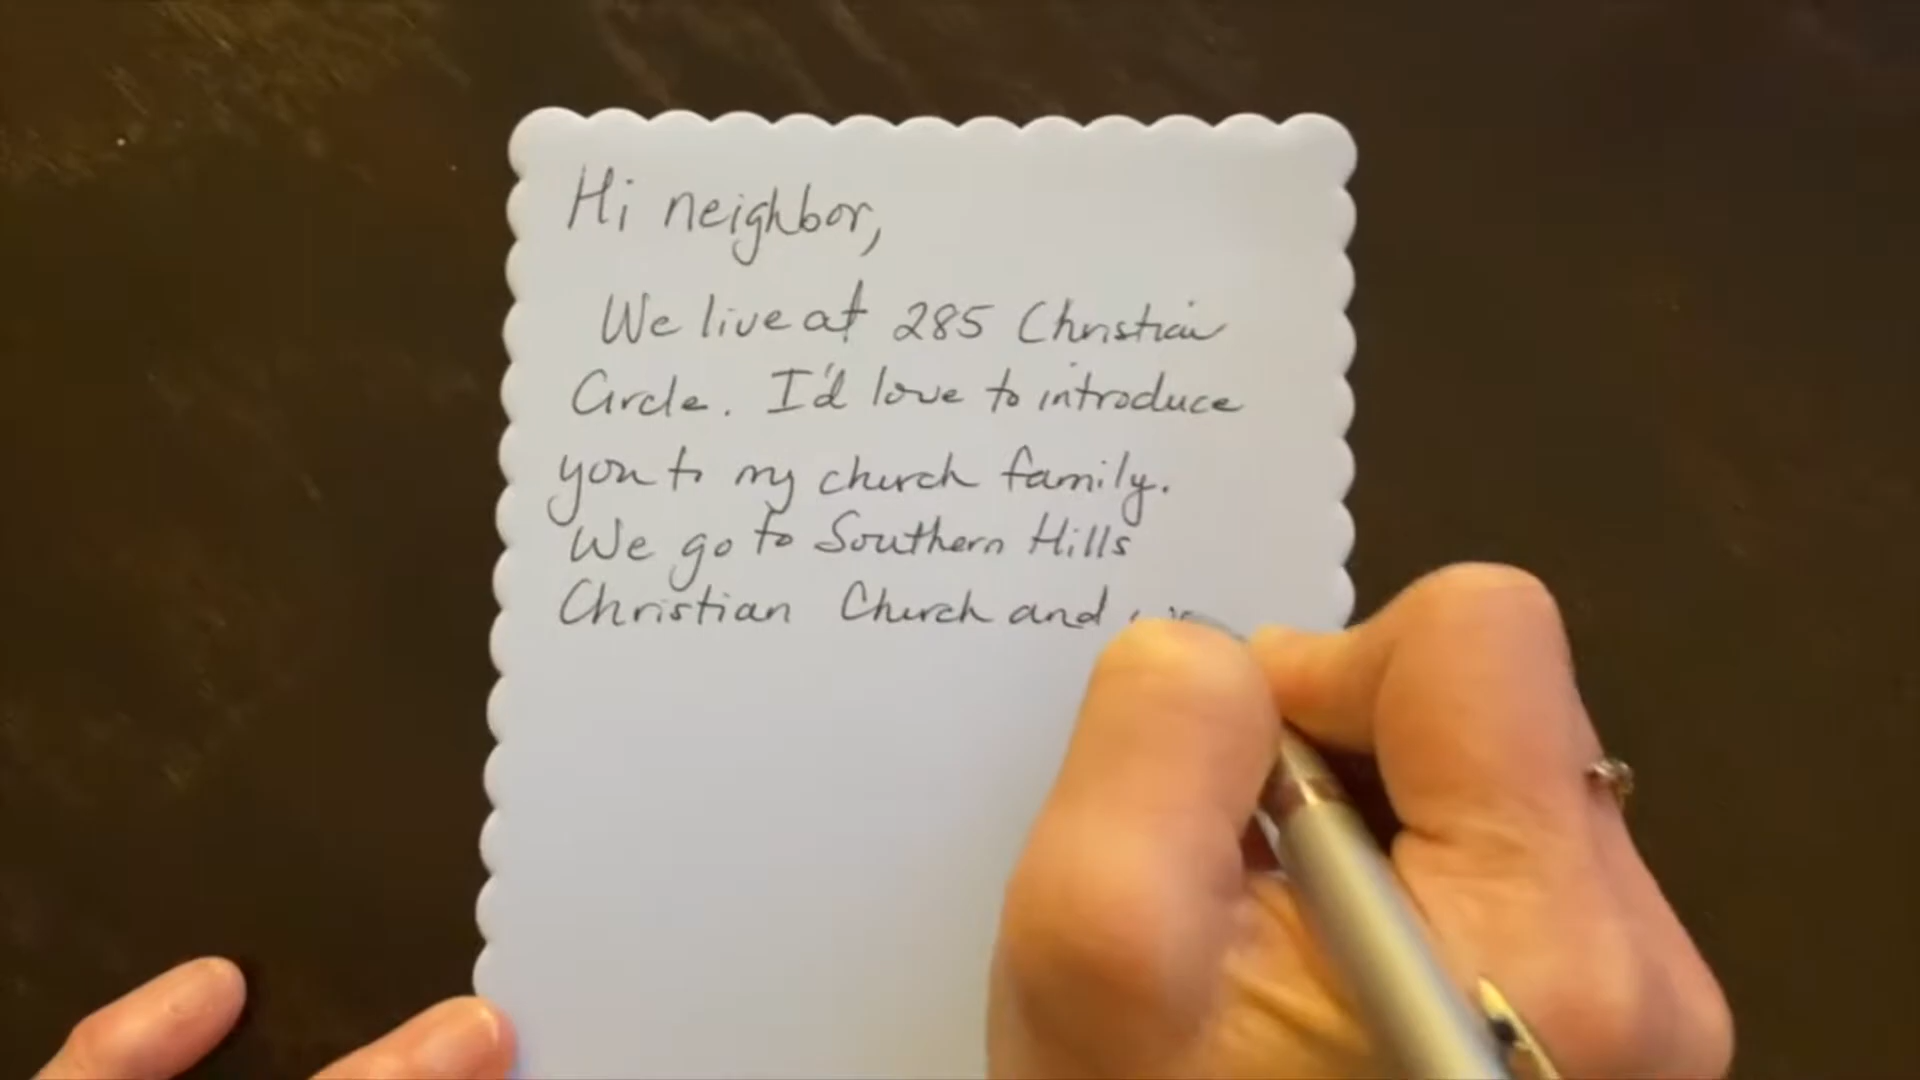 Hi neighbor,
We live at 285 Christian
Circle. I'd love to introduce
you to my church family.
We go to Southern Hills
Christian Church and